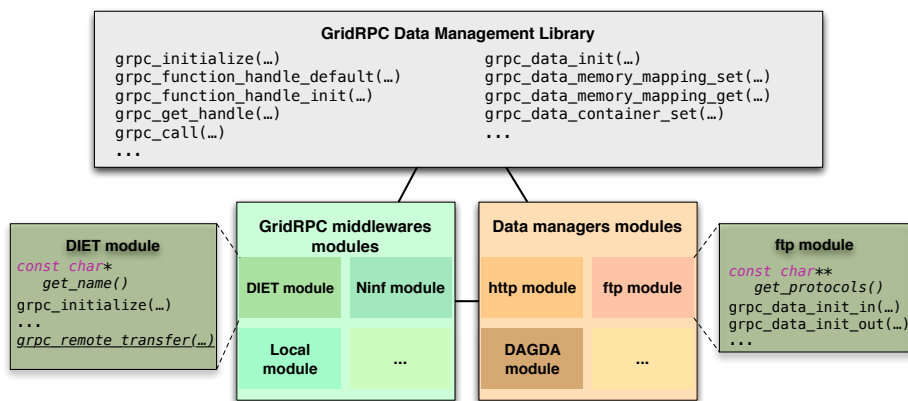 GridRPC Data Management Library
grpc_initialize(…)
grpc_function_handle_default(…)
grpc_function_handle_init(…)
grpc_get_handle(…)
grpc_call(…)
...
grpc_data_init(…)
grpc_data_memory_mapping_set(…)
grpc_data_memory_mapping_get(…)
grpc_data_container_set(…)
...
DIET module
const char*
get_name()
grpc_initialize(…)
...
grpc_remote_transfer(…)
GridRPC middlewares
modules
DIET module
Ninf module
Local
module
...
Data managers modules
http module
ftp module
DAGDA
module
...
ftp module
const char**
get_protocols()
grpc_data_init_in(…)
grpc_data_init_out(…)
...